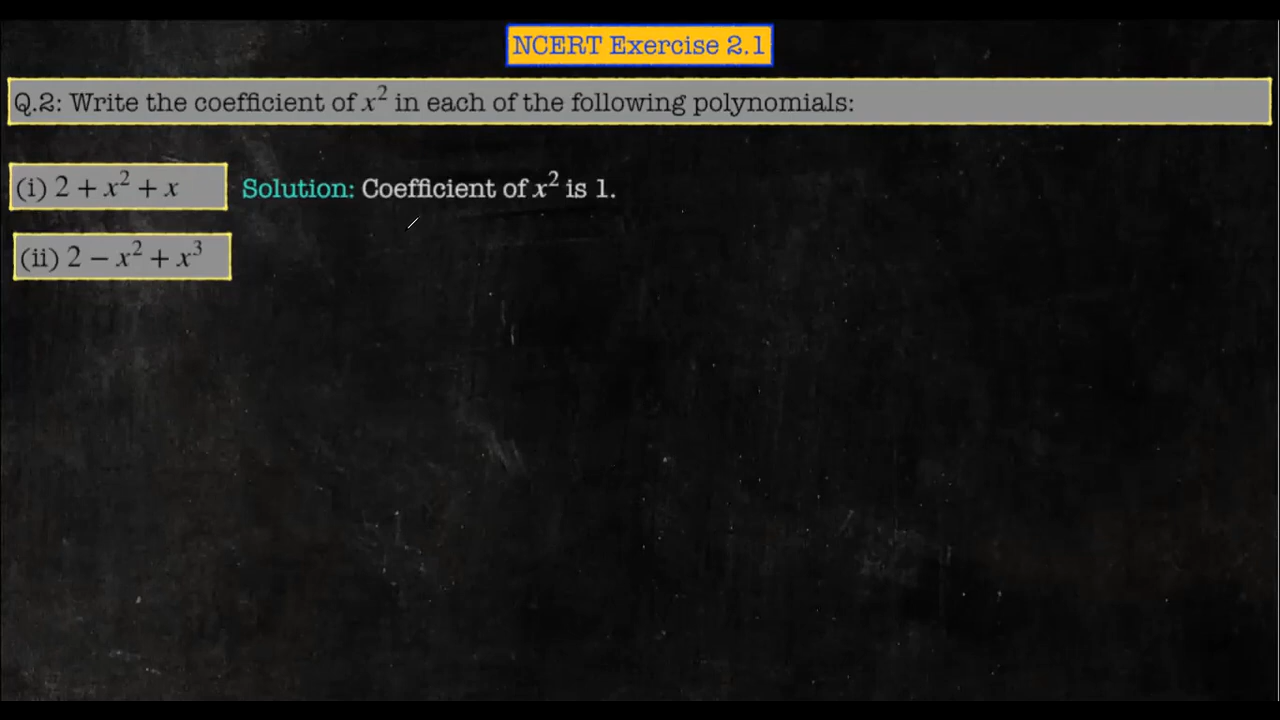 NCERT Exercise 2.1
Q.2: Write the coefficient of x² in each of the following polynomials:
(i) 2 + x² + x Solution: Coefficient of x² is 1.
(ii) 2 − x² + x³